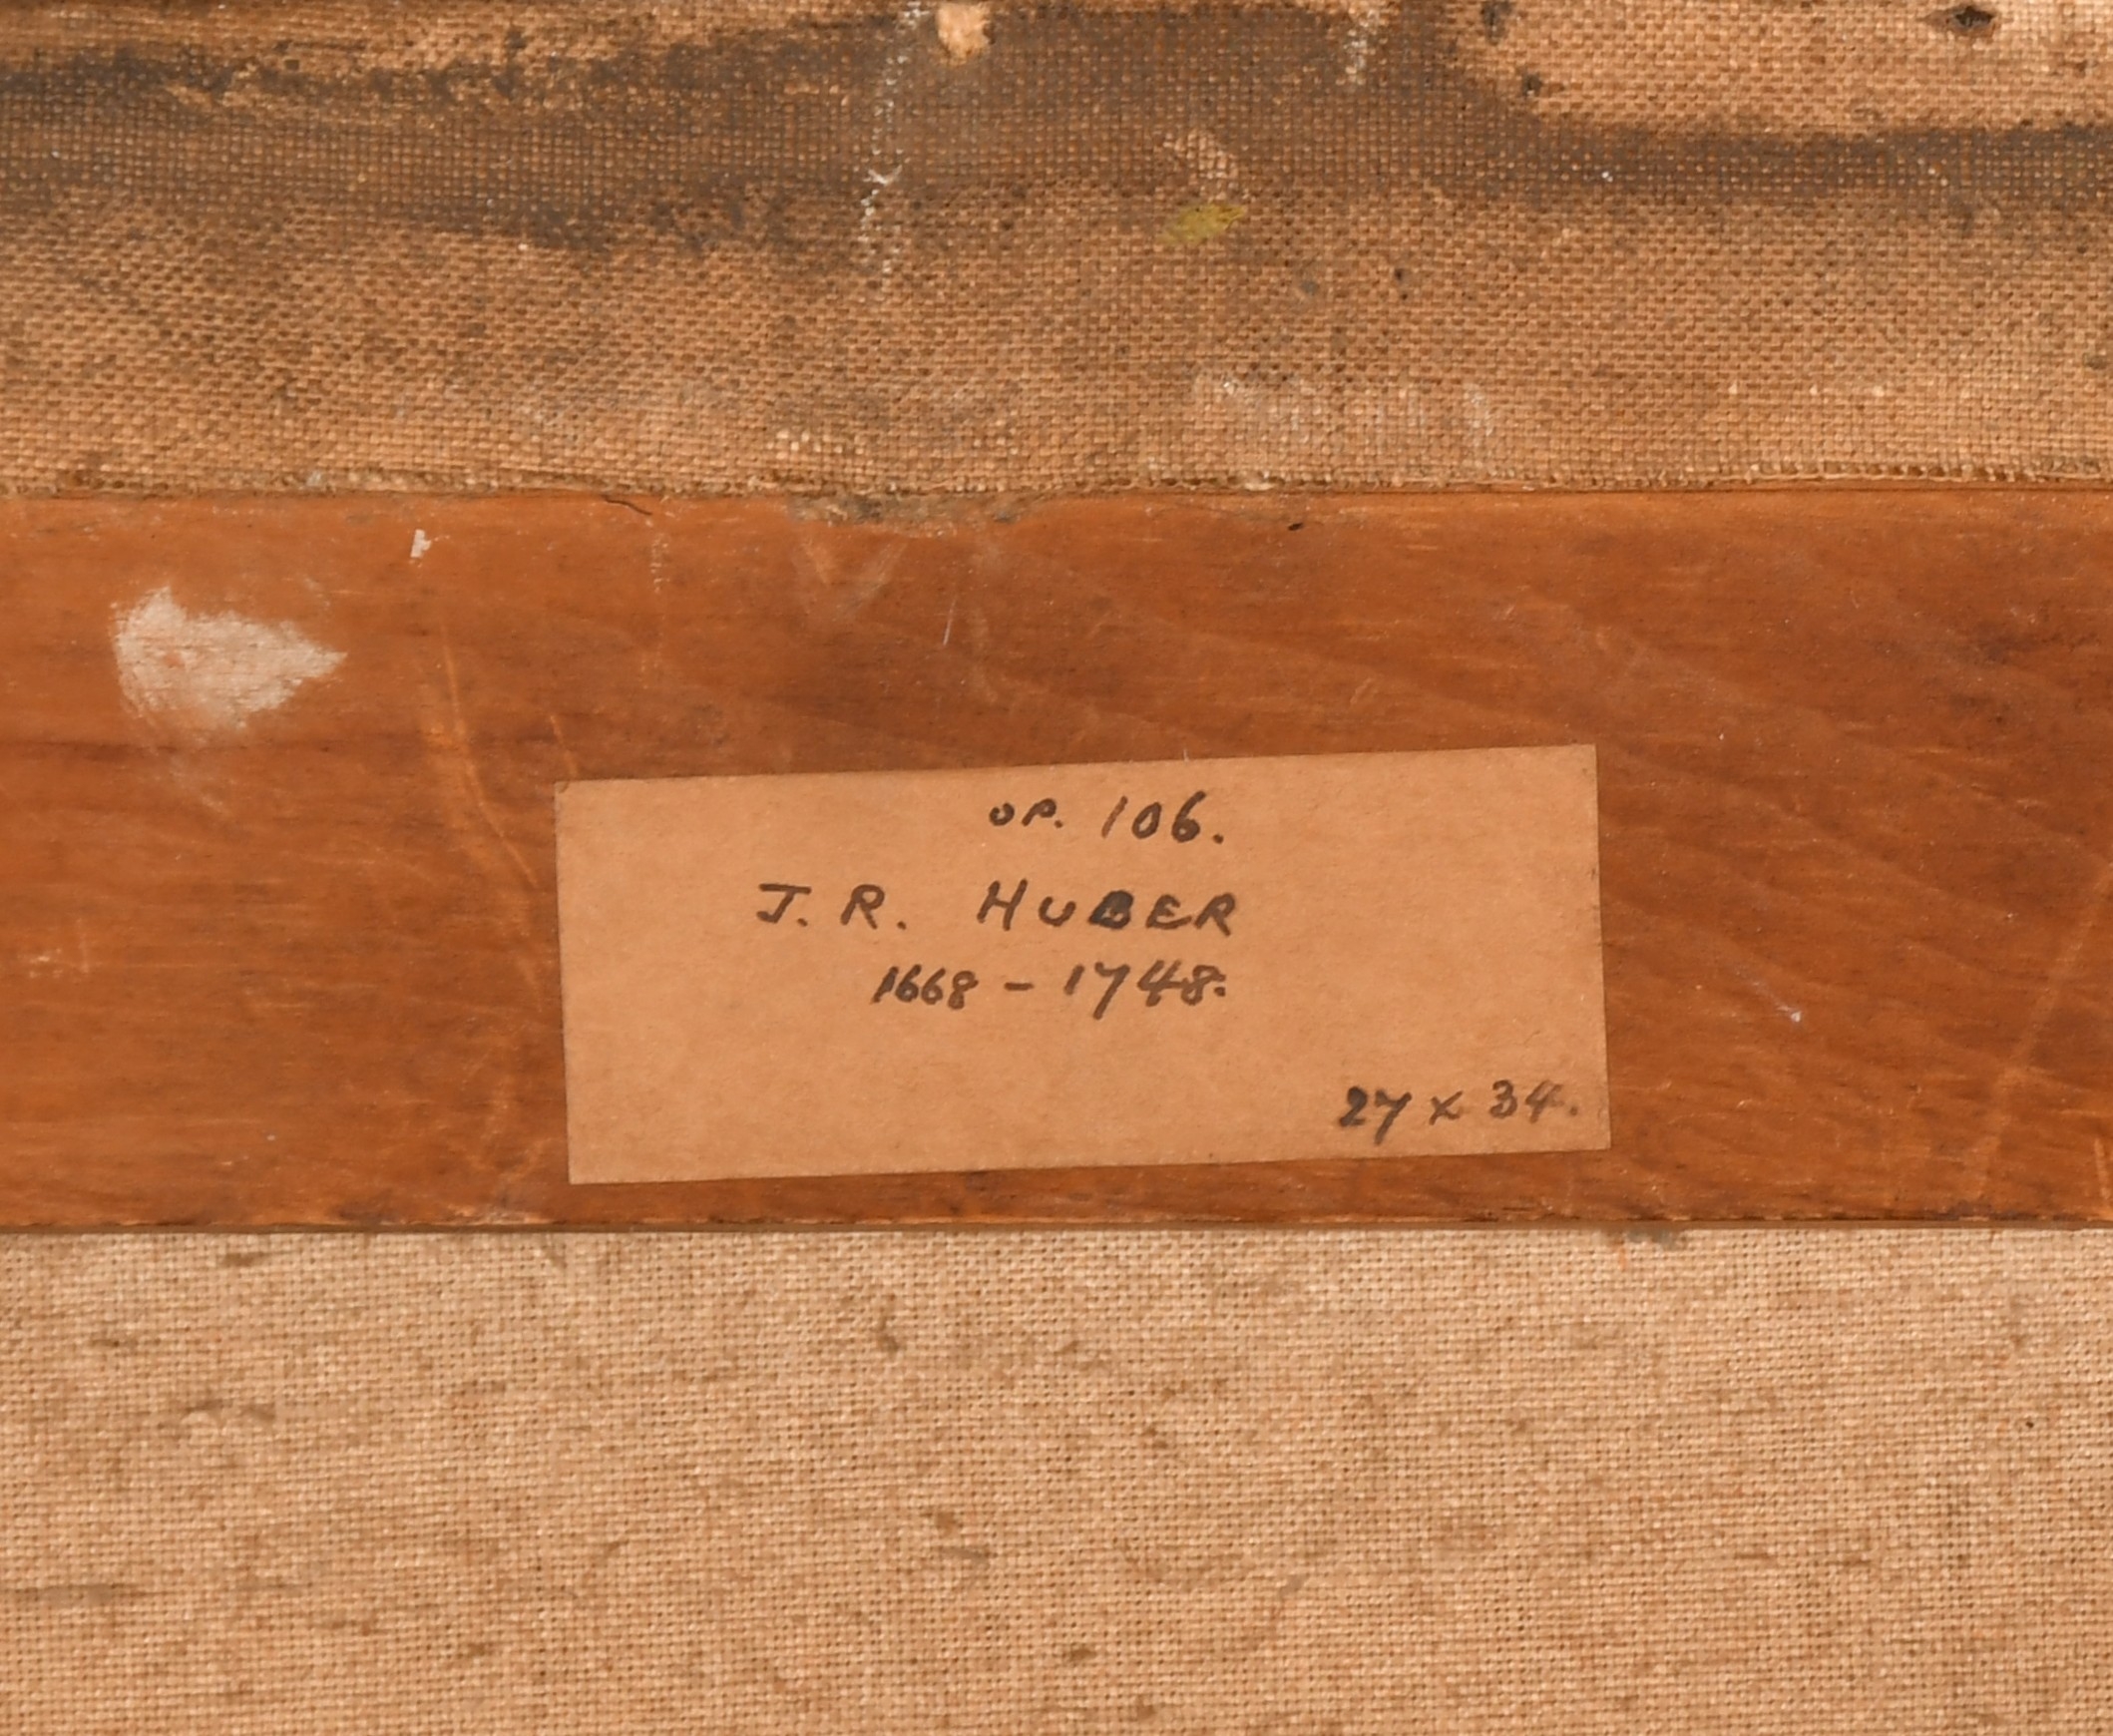 OP. 106.
J. R. HUBER
1668 - 1748.
27 x 34.